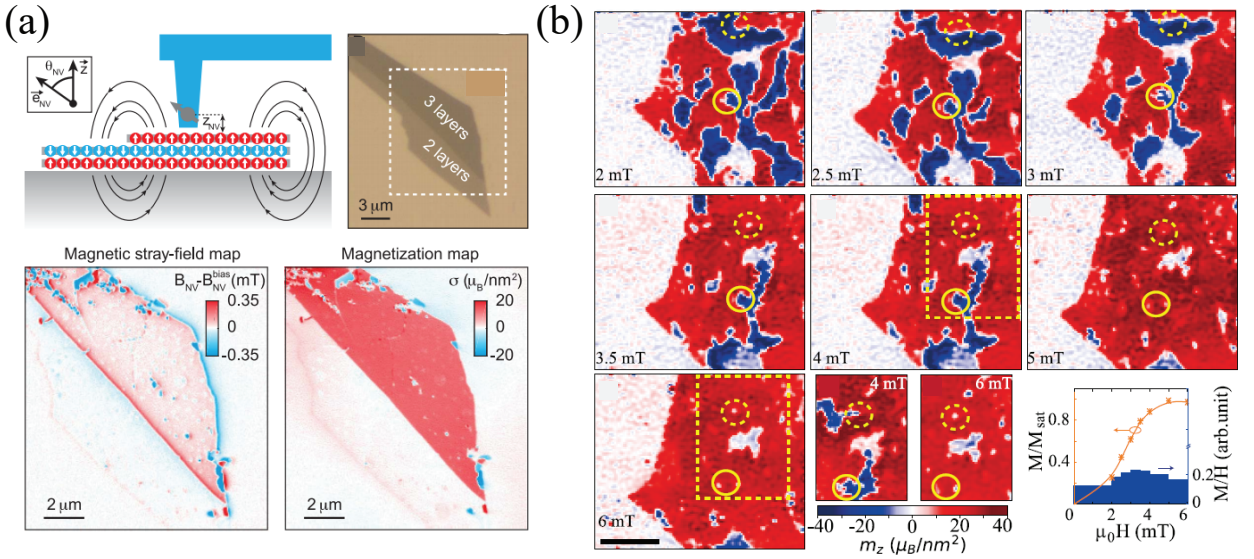 (a)
θNV
z
eNV
zNV
3 layers
2 layers
3 μm
Magnetic stray-field map
BNV-BNV^bias (mT)
0.35
0
-0.35
2 μm
Magnetization map
σ (μB/nm²)
20
0
-20
2 μm
(b)
2 mT
2.5 mT
3 mT
3.5 mT
4 mT
5 mT
6 mT
4 mT
6 mT
-40 -20 0 20 40
mz (μB/nm²)
M/Msat
0.8
0.4
M/H (arb.unit)
0.2
0
0 2 4 6
μ0H (mT)